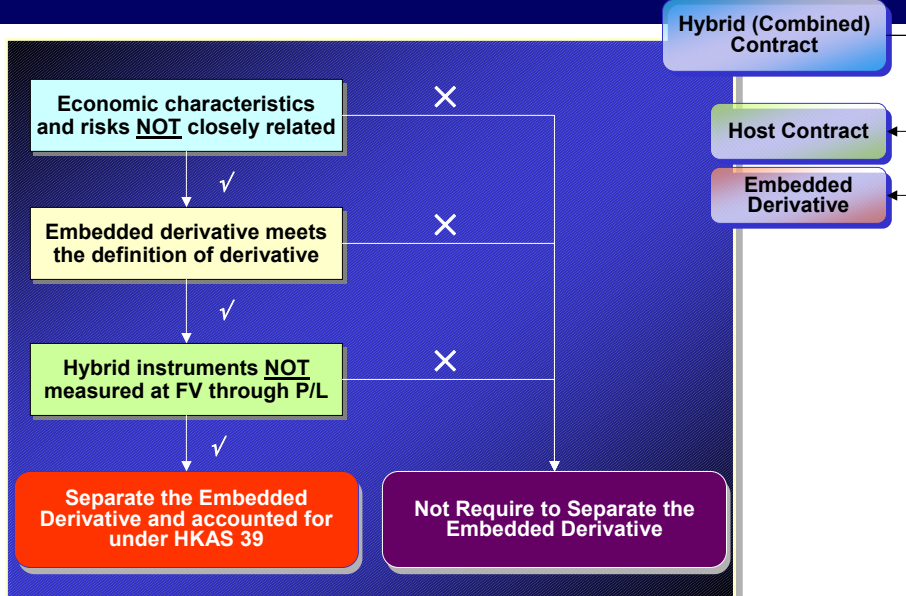 Hybrid (Combined)
Contract
Economic characteristics
and risks NOT closely related
×
Host Contract
√
Embedded
Derivative
Embedded derivative meets
the definition of derivative
×
√
Hybrid instruments NOT
measured at FV through P/L
×
√
Separate the Embedded
Derivative and accounted for
under HKAS 39
Not Require to Separate the
Embedded Derivative